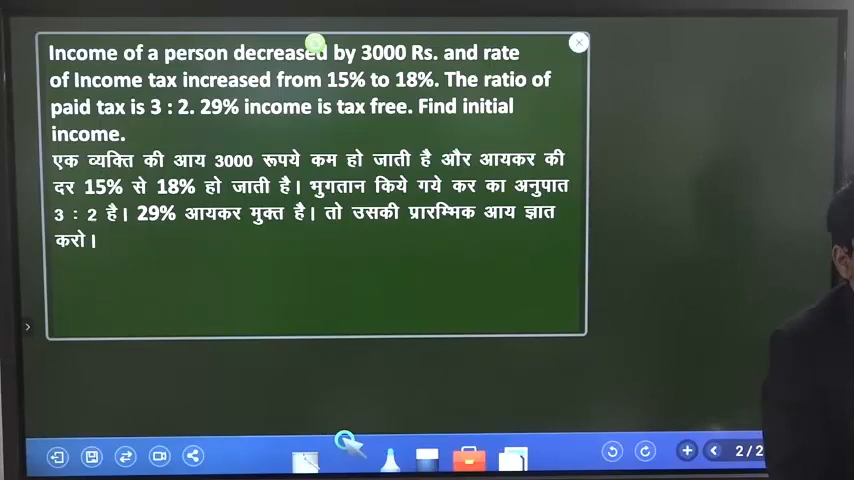 Income of a person decreased by 3000 Rs. and rate
of Income tax increased from 15% to 18%. The ratio of
paid tax is 3 : 2. 29% income is tax free. Find initial
income.
एक व्यक्ति की आय 3000 रूपये कम हो जाती है और आयकर की
दर 15% से 18% हो जाती है। भुगतान किये गये कर का अनुपात
3 : 2 है। 29% आयकर मुक्त है। तो उसकी प्रारम्भिक आय ज्ञात
करो।
2/2